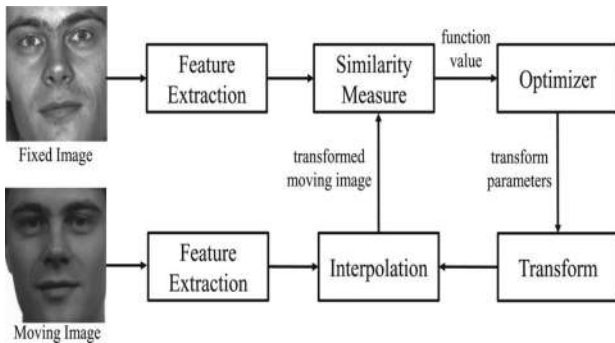 Feature
Extraction
Similarity
Measure
function
value
Optimizer
Fixed Image
transformed
moving image
transform
parameters
Feature
Extraction
Interpolation
Transform
Moving Image